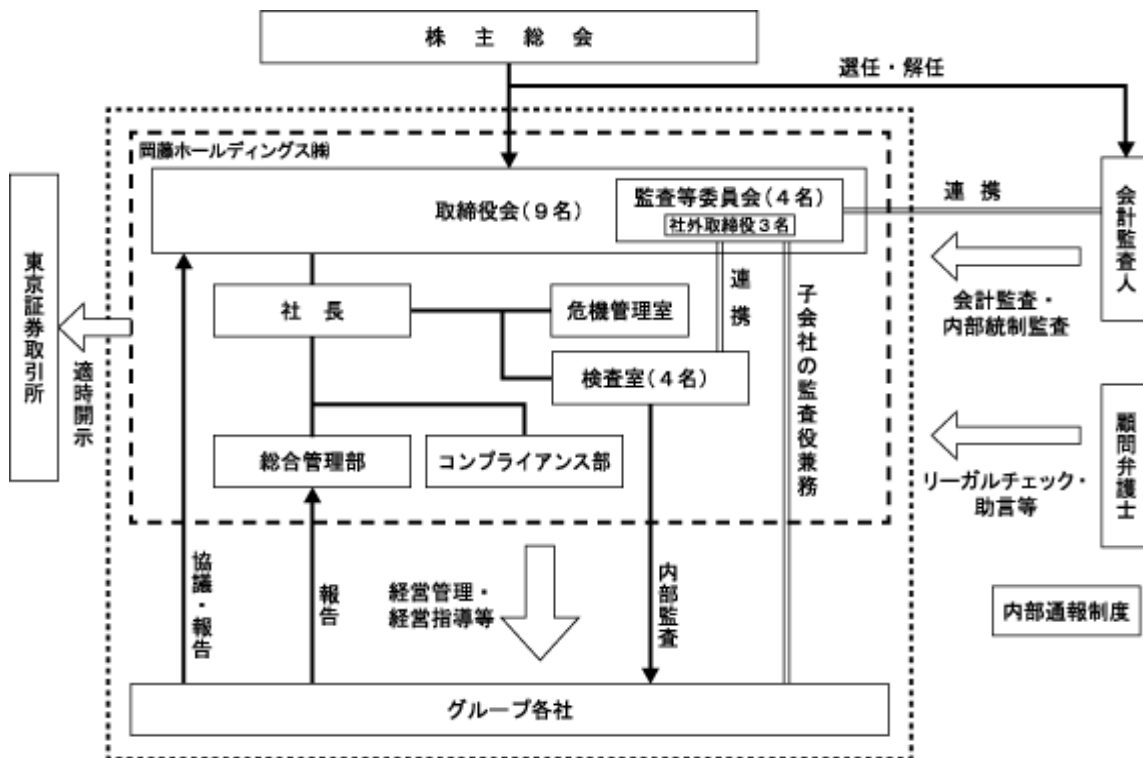 株主総会
選任・解任
岡藤ホールディングス㈱
取締役会(9名)
監査等委員会(4名)
社外取締役3名
連携
会計監査人
会計監査・
内部統制監査
東京証券取引所
適時開示
社長
危機管理室
連携
検査室(4名)
子会社の監査役兼務
総合管理部
コンプライアンス部
顧問弁護士
リーガルチェック・
助言等
協議・報告
報告
経営管理・
経営指導等
内部監査
内部通報制度
グループ各社